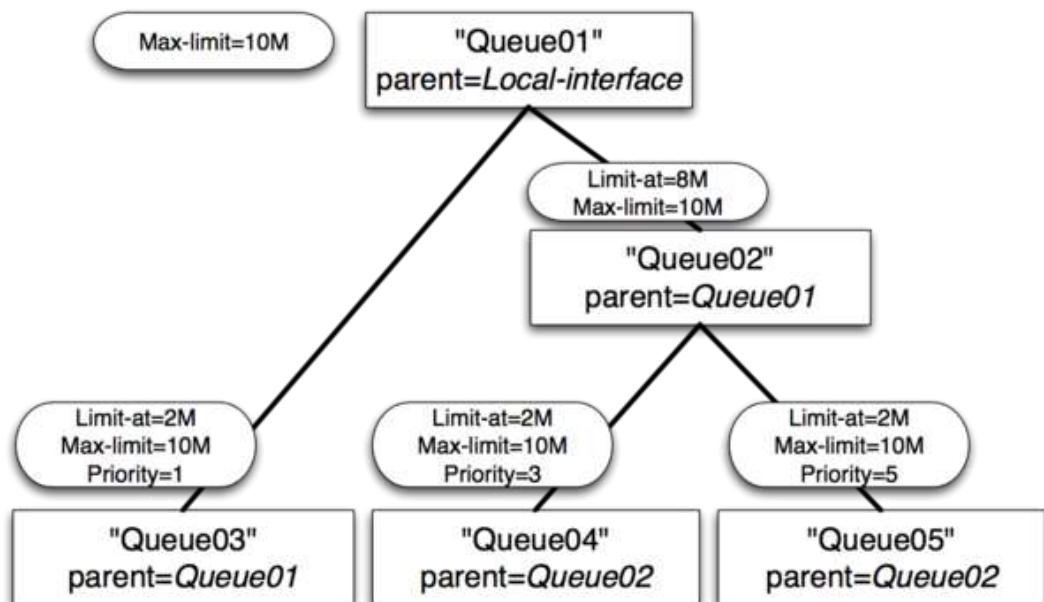 Max-limit=10M
"Queue01"
parent=Local-interface
Limit-at=8M
Max-limit=10M
"Queue02"
parent=Queue01
Limit-at=2M
Max-limit=10M
Priority=1
Limit-at=2M
Max-limit=10M
Priority=3
Limit-at=2M
Max-limit=10M
Priority=5
"Queue03"
parent=Queue01
"Queue04"
parent=Queue02
"Queue05"
parent=Queue02